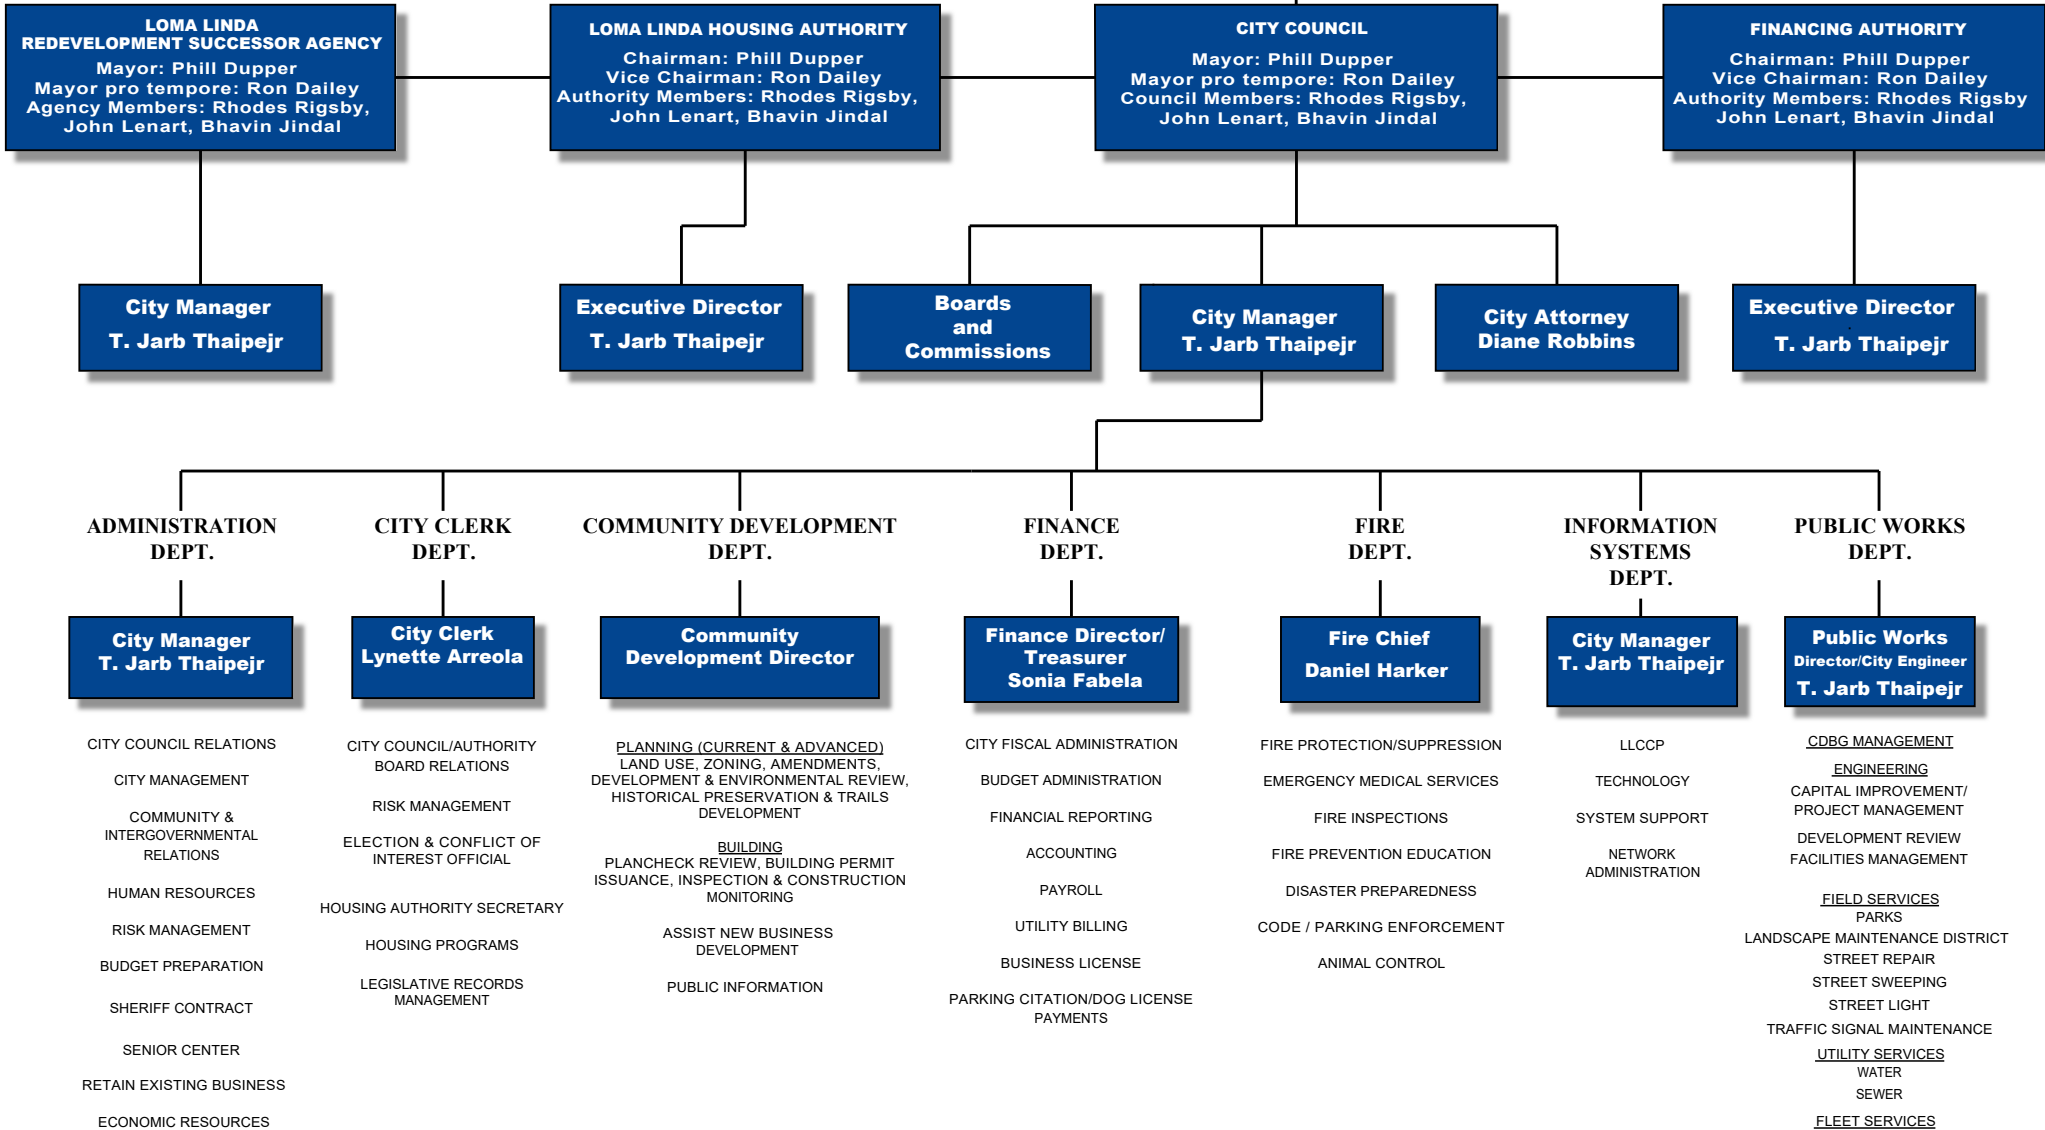 LOMA LINDA
REDEVELOPMENT SUCCESSOR AGENCY
Mayor: Phill Dupper
Mayor pro tempore: Ron Dailey
Agency Members: Rhodes Rigsby,
John Lenart, Bhavin Jindal
LOMA LINDA HOUSING AUTHORITY
Chairman: Phill Dupper
Vice Chairman: Ron Dailey
Authority Members: Rhodes Rigsby,
John Lenart, Bhavin Jindal
CITY COUNCIL
Mayor: Phill Dupper
Mayor pro tempore: Ron Dailey
Council Members: Rhodes Rigsby,
John Lenart, Bhavin Jindal
FINANCING AUTHORITY
Chairman: Phill Dupper
Vice Chairman: Ron Dailey
Authority Members: Rhodes Rigsby
John Lenart, Bhavin Jindal
City Manager
T. Jarb Thaipejr
Executive Director
T. Jarb Thaipejr
Boards
and
Commissions
City Manager
T. Jarb Thaipejr
City Attorney
Diane Robbins
Executive Director
T. Jarb Thaipejr
ADMINISTRATION
DEPT.
City Manager
T. Jarb Thaipejr
CITY COUNCIL RELATIONS
CITY MANAGEMENT
COMMUNITY &
INTERGOVERNMENTAL
RELATIONS
HUMAN RESOURCES
RISK MANAGEMENT
BUDGET PREPARATION
SHERIFF CONTRACT
SENIOR CENTER
RETAIN EXISTING BUSINESS
ECONOMIC RESOURCES
CITY CLERK
DEPT.
City Clerk
Lynette Arreola
CITY COUNCIL/AUTHORITY
BOARD RELATIONS
RISK MANAGEMENT
ELECTION & CONFLICT OF
INTEREST OFFICIAL
HOUSING AUTHORITY SECRETARY
HOUSING PROGRAMS
LEGISLATIVE RECORDS
MANAGEMENT
COMMUNITY DEVELOPMENT
DEPT.
Community
Development Director
PLANNING (CURRENT & ADVANCED)
LAND USE, ZONING, AMENDMENTS,
DEVELOPMENT & ENVIRONMENTAL REVIEW,
HISTORICAL PRESERVATION & TRAILS
DEVELOPMENT
BUILDING
PLANCHECK REVIEW, BUILDING PERMIT
ISSUANCE, INSPECTION & CONSTRUCTION
MONITORING
ASSIST NEW BUSINESS
DEVELOPMENT
PUBLIC INFORMATION
FINANCE
DEPT.
Finance Director/
Treasurer
Sonia Fabela
CITY FISCAL ADMINISTRATION
BUDGET ADMINISTRATION
FINANCIAL REPORTING
ACCOUNTING
PAYROLL
UTILITY BILLING
BUSINESS LICENSE
PARKING CITATION/DOG LICENSE
PAYMENTS
FIRE
DEPT.
Fire Chief
Daniel Harker
FIRE PROTECTION/SUPPRESSION
EMERGENCY MEDICAL SERVICES
FIRE INSPECTIONS
FIRE PREVENTION EDUCATION
DISASTER PREPAREDNESS
CODE / PARKING ENFORCEMENT
ANIMAL CONTROL
INFORMATION
SYSTEMS
DEPT.
City Manager
T. Jarb Thaipejr
LLCCP
TECHNOLOGY
SYSTEM SUPPORT
NETWORK
ADMINISTRATION
PUBLIC WORKS
DEPT.
Public Works
Director/City Engineer
T. Jarb Thaipejr
CDBG MANAGEMENT
ENGINEERING
CAPITAL IMPROVEMENT/
PROJECT MANAGEMENT
DEVELOPMENT REVIEW
FACILITIES MANAGEMENT
FIELD SERVICES
PARKS
LANDSCAPE MAINTENANCE DISTRICT
STREET REPAIR
STREET SWEEPING
STREET LIGHT
TRAFFIC SIGNAL MAINTENANCE
UTILITY SERVICES
WATER
SEWER
FLEET SERVICES